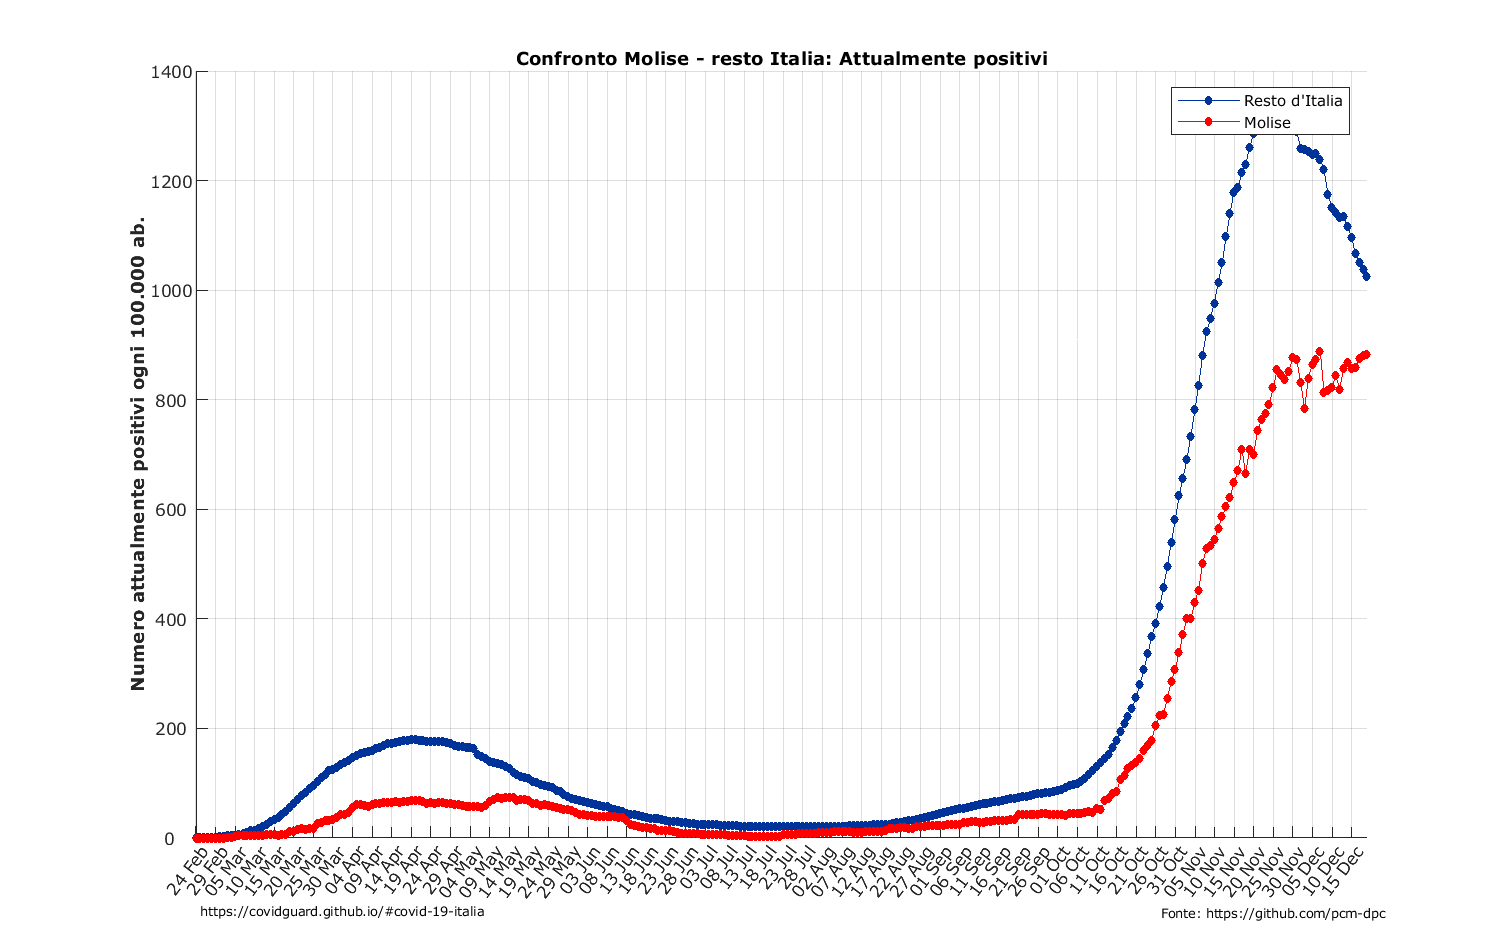 Confronto Molise - resto Italia: Attualmente positivi
Resto d'Italia
Molise
Numero attualmente positivi ogni 100.000 ab.
1400
1200
1000
800
600
400
200
0
24 Feb
29 Feb
05 Mar
10 Mar
15 Mar
20 Mar
25 Mar
30 Mar
04 Apr
09 Apr
14 Apr
19 Apr
24 Apr
29 Apr
04 May
09 May
14 May
19 May
24 May
29 May
03 Jun
08 Jun
13 Jun
18 Jun
23 Jun
28 Jun
03 Jul
08 Jul
13 Jul
18 Jul
23 Jul
28 Jul
02 Aug
07 Aug
12 Aug
17 Aug
22 Aug
27 Aug
01 Sep
06 Sep
11 Sep
16 Sep
21 Sep
26 Sep
01 Oct
06 Oct
11 Oct
16 Oct
21 Oct
26 Oct
31 Oct
05 Nov
10 Nov
15 Nov
20 Nov
25 Nov
30 Nov
05 Dec
10 Dec
15 Dec
https://covidguard.github.io/#covid-19-italia
Fonte: https://github.com/pcm-dpc